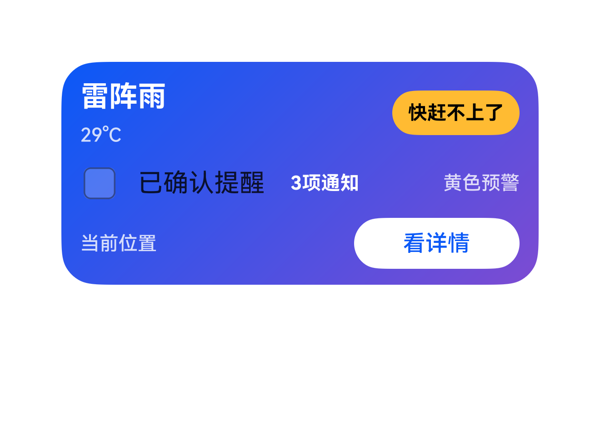 雷阵雨
快赶不上了
29°C
已确认提醒 3项通知 黄色预警
当前位置
看详情